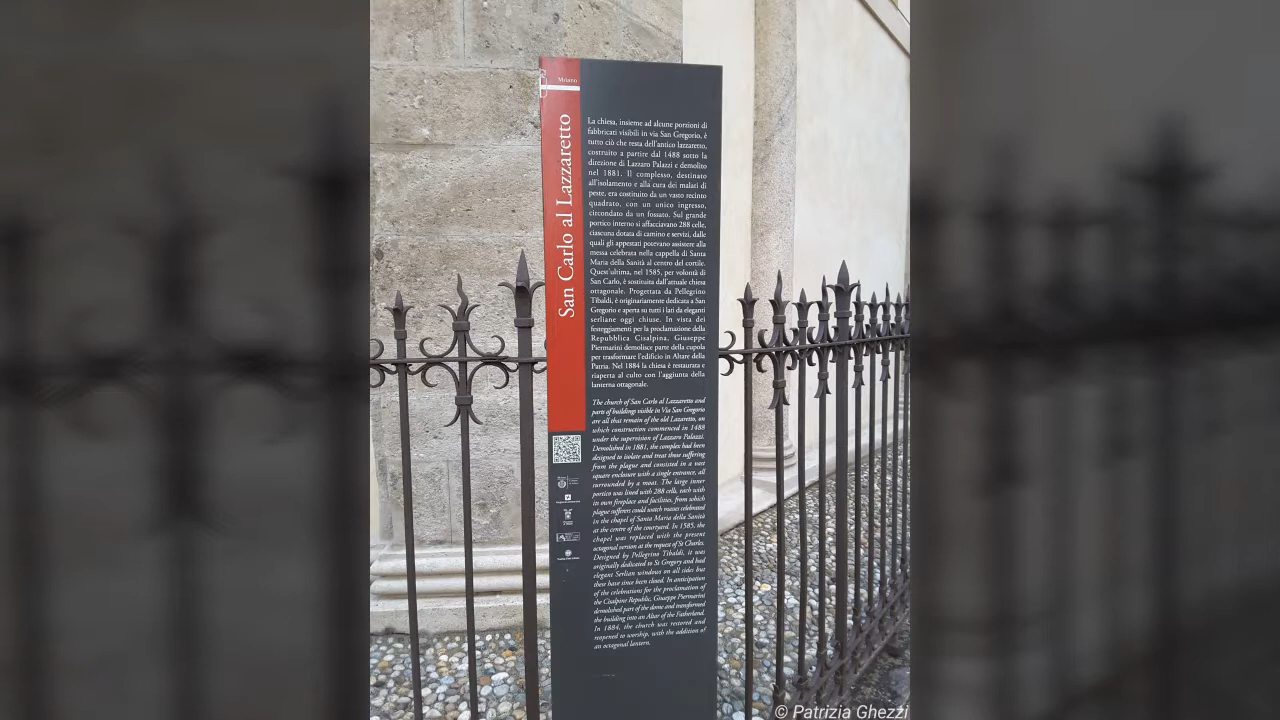 Milano
San Carlo al Lazzaretto
La chiesa, insieme ad alcune porzioni di
fabbricati visibili in via San Gregorio, è
tutto ciò che resta dell'antico lazzaretto,
costruito a partire dal 1488 sotto la
direzione di Lazzaro Palazzi e demolito
nel 1881. Il complesso, destinato
all'isolamento e alla cura dei malati di
peste, era costituito da un vasto recinto
quadrato, con un unico ingresso,
circondato da un fossato. Sul grande
portico interno si affacciavano 288 celle,
ciascuna dotata di camino e servizi, dalle
quali gli appestati potevano assistere alla
messa celebrata nella cappella di Santa
Maria della Sanità al centro del cortile.
Quest'ultima, nel 1585, per volontà di
San Carlo, è sostituita dall'attuale chiesa
ottagonale. Progettata da Pellegrino
Tibaldi, è originariamente dedicata a San
Gregorio e aperta su tutti i lati da eleganti
serliane oggi chiuse. In vista dei
festeggiamenti per la proclamazione della
Repubblica Cisalpina, Giuseppe
Piermarini demolisce parte della cupola
per trasformare l'edificio in Altare della
Patria. Nel 1884 la chiesa è restaurata e
riaperta al culto con l'aggiunta della
lanterna ottagonale.
The church of San Carlo al Lazzaretto and
parts of buildings visible in Via San Gregorio
are all that remain of the old Lazaretto, on
which construction commenced in 1488
under the supervision of Lazzaro Palazzi.
Demolished in 1881, the complex had been
designed to isolate and treat those suffering
from the plague and consisted in a vast
square enclosure with a single entrance, all
surrounded by a moat. The large inner
portico was lined with 288 cells, each with
its own fireplace and facilities, from which
plague sufferers could watch masses celebrated
in the chapel of Santa Maria della Sanità
at the centre of the courtyard. In 1585, the
chapel was replaced with the present
octagonal version at the request of St Charles.
Designed by Pellegrino Tibaldi, it was
originally dedicated to St Gregory and had
elegant Serlian windows on all sides but
these have since been closed. In anticipation
of the celebrations for the proclamation of
the Cisalpine Republic, Giuseppe Piermarini
demolished part of the dome and transformed
the building into an Altar of the Fatherland.
In 1884, the church was restored and
reopened to worship, with the addition of
an octagonal lantern.
© Patrizia Ghezzi